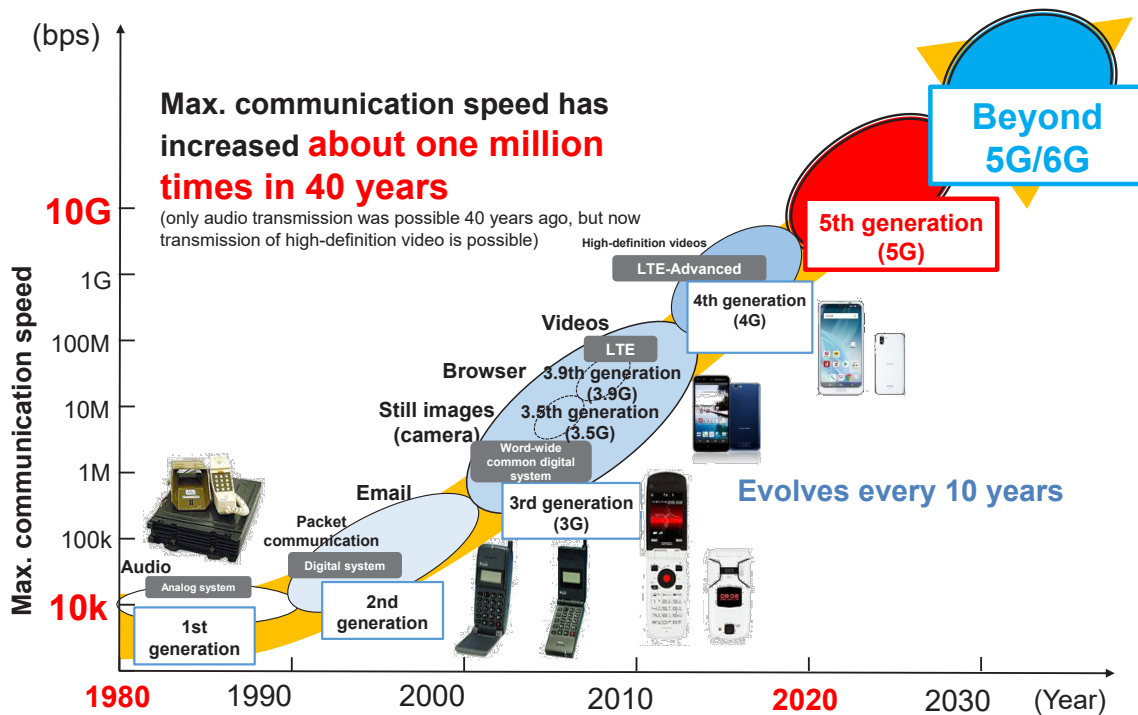 (bps)
Max. communication speed has
increased about one million
times in 40 years
(only audio transmission was possible 40 years ago, but now
transmission of high-definition video is possible)
Beyond
5G/6G
10G
5th generation
(5G)
High-definition videos
LTE-Advanced
1G
4th generation
(4G)
Videos
100M
LTE
Browser
3.9th generation
(3.9G)
10M
Still images
(camera)
3.5th generation
(3.5G)
Word-wide
common digital
system
1M
Email
3rd generation
(3G)
Evolves every 10 years
Packet
communication
100k
Digital system
Audio
Analog system
10k
1st
generation
2nd
generation
Max. communication speed
1980
1990
2000
2010
2020
2030
(Year)